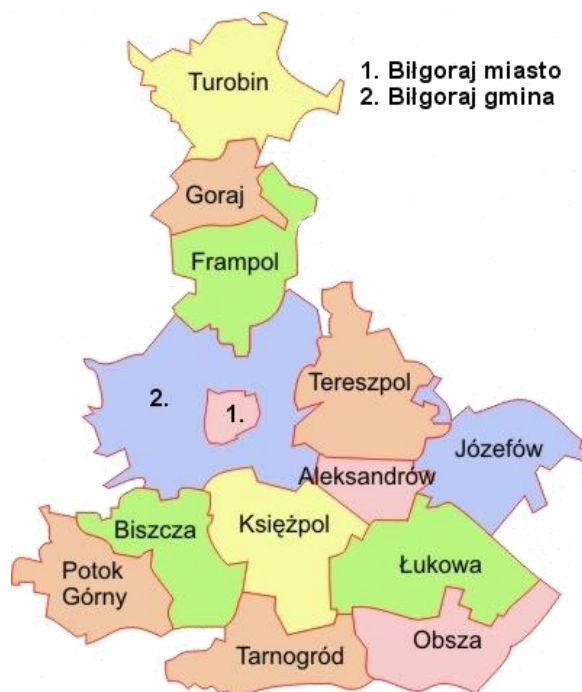 Turobin
1. Biłgoraj miasto
2. Biłgoraj gmina
Goraj
Frampol
Tereszpol
2.
1.
Józefów
Aleksandrów
Biszcza
Księżpol
Potok
Górny
Łukowa
Tarnogród
Obsza